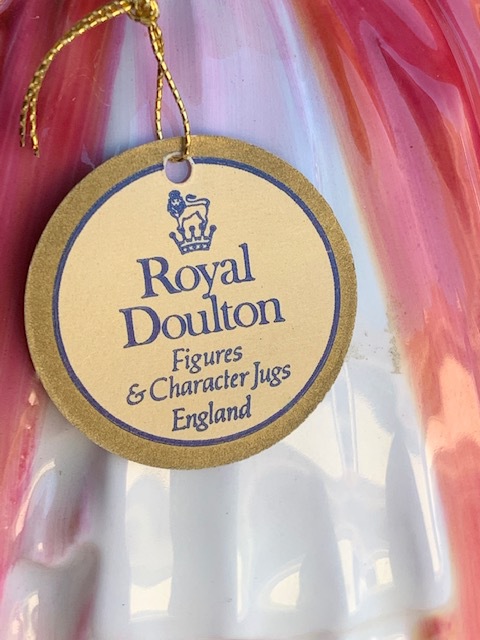 Royal
Doulton
Figures
& Character Jugs
England